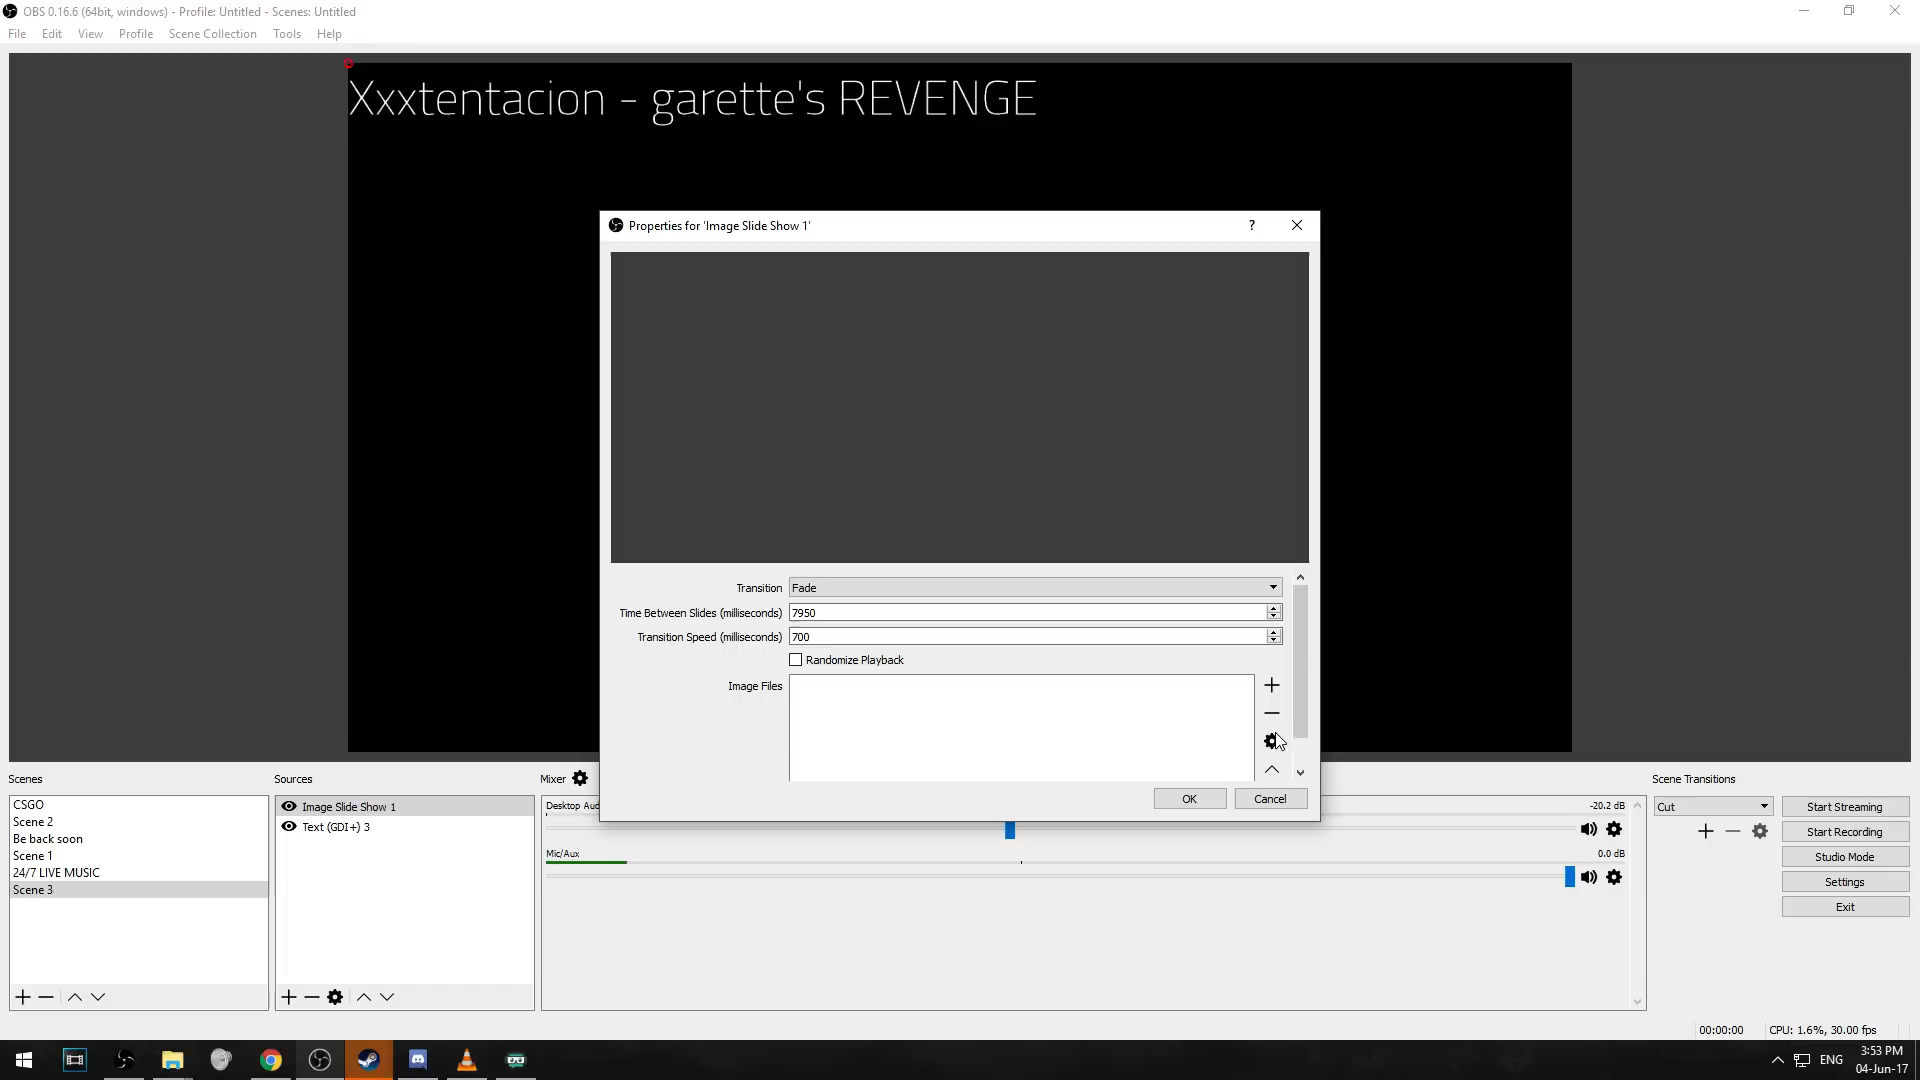 OBS 0.16.6 (64bit, windows) - Profile: Untitled - Scenes: Untitled
File Edit View Profile Scene Collection Tools Help
Xxxtentacion - garette's REVENGE
Properties for 'Image Slide Show 1'
?
Transition Fade
Time Between Slides (milliseconds) 7950
Transition Speed (milliseconds) 700
Randomize Playback
Image Files
OK Cancel
Scenes
CSGO
Scene 2
Be back soon
Scene 1
24/7 LIVE MUSIC
Scene 3
Sources
Image Slide Show 1
Text (GDI+) 3
Mixer
Desktop Aud
-20.2 dB
Mic/Aux
0.0 dB
Scene Transitions
Cut
Start Streaming
Start Recording
Studio Mode
Settings
Exit
00:00:00 CPU: 1.6%, 30.00 fps
ENG
3:53 PM
04-Jun-17